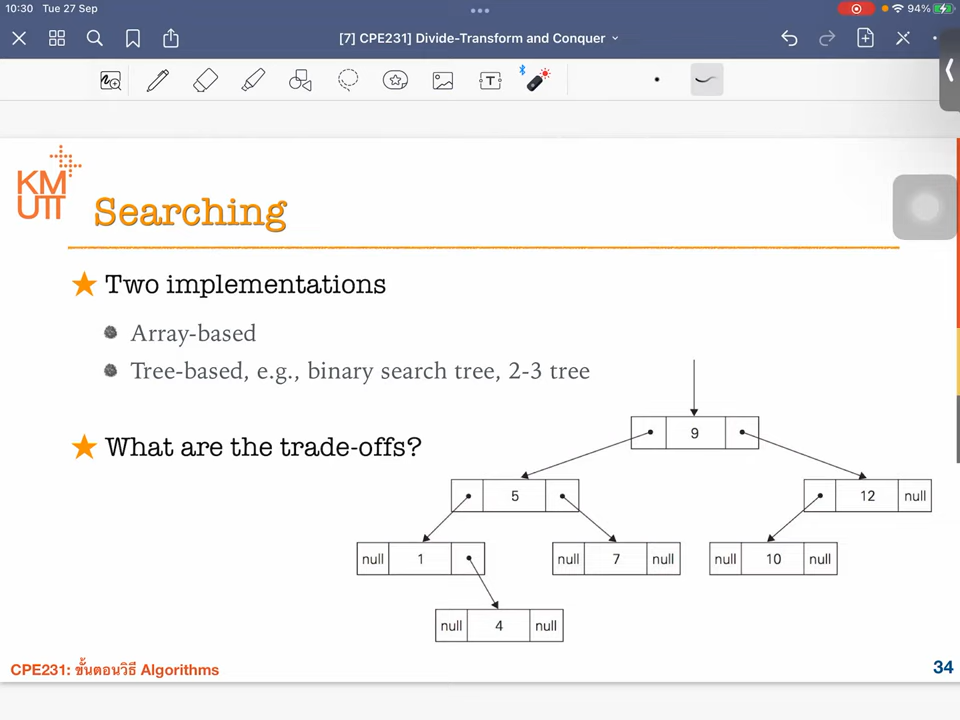 10:30 Tue 27 Sep
94%
[7] CPE231] Divide-Transform and Conquer
T
KM
UTT
Searching
Two implementations
Array-based
Tree-based, e.g., binary search tree, 2-3 tree
What are the trade-offs?
9
5
12 null
null 1
null 7 null
null 10 null
null 4 null
CPE231: ขั้นตอนวิธี Algorithms
34